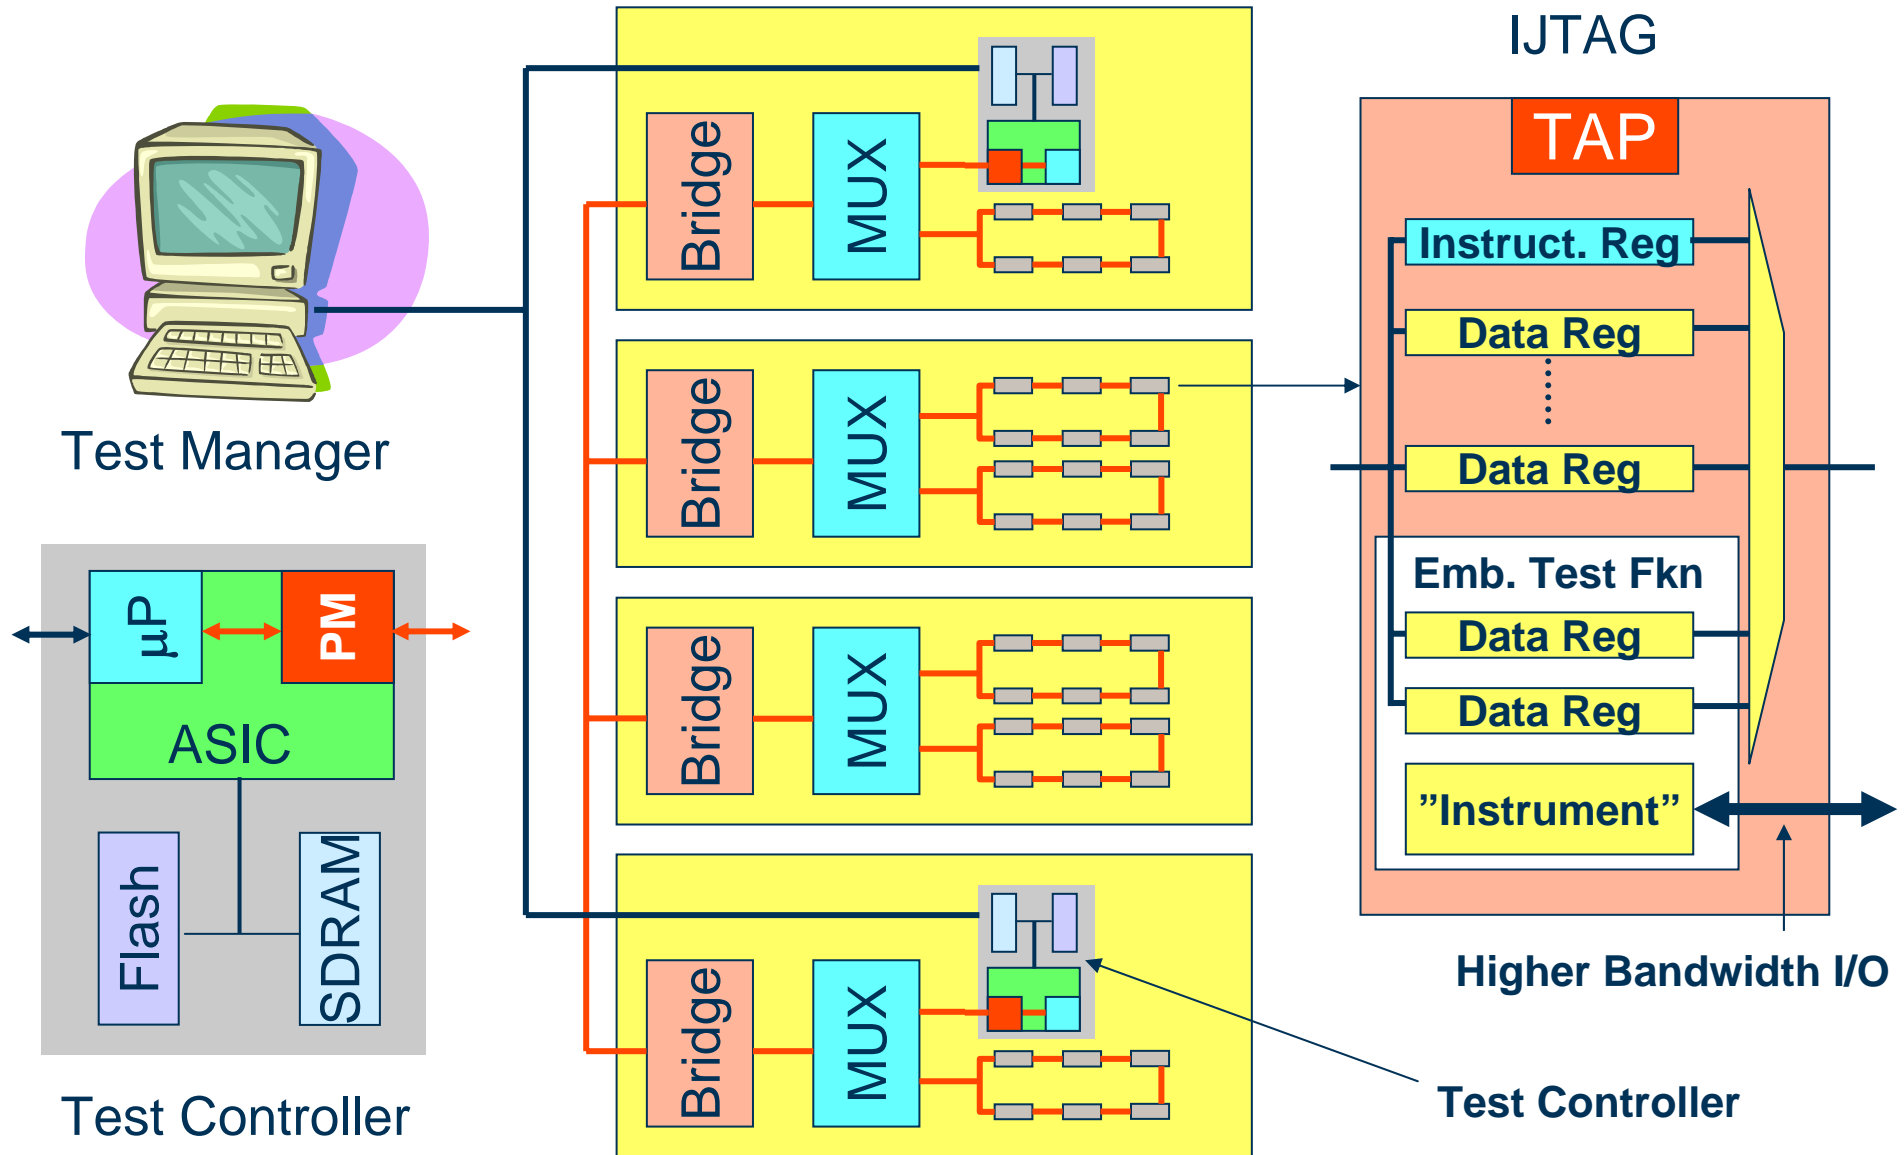 IJTAG
TAP
Bridge
MUX
Instruct. Reg
Data Reg
Test Manager
Bridge
MUX
Data Reg
µP
PM
ASIC
Flash
SDRAM
Test Controller
Bridge
MUX
Emb. Test Fkn
Data Reg
Data Reg
”Instrument”
Bridge
MUX
Higher Bandwidth I/O
Test Controller